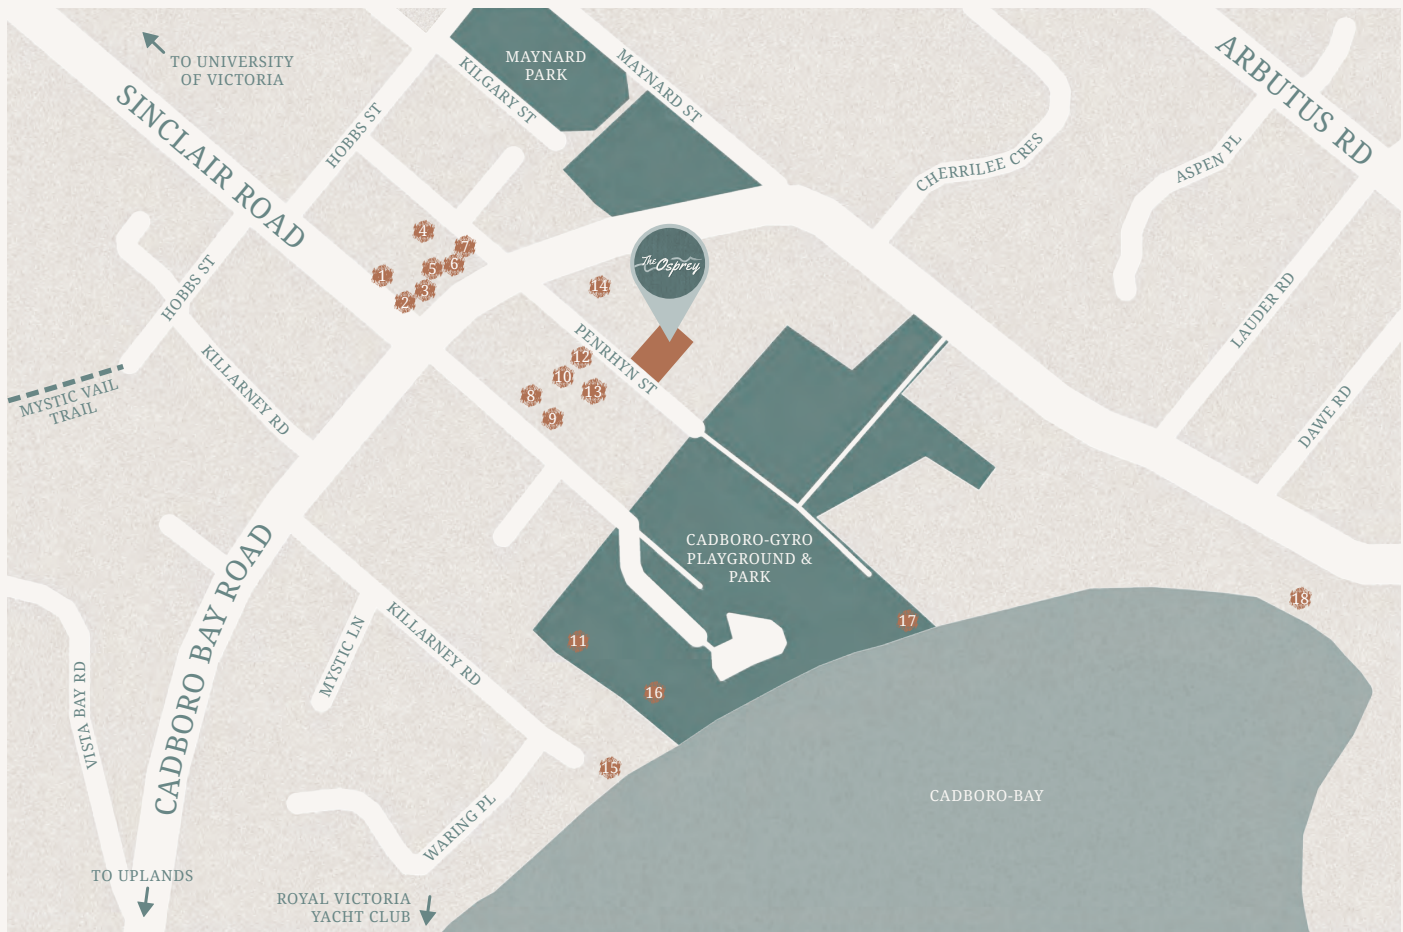 TO UNIVERSITY
OF VICTORIA
SINCLAIR ROAD
HOBBS ST
KILGARY ST
MAYNARD
PARK
MAYNARD ST
CHERRILEE CRES
ARBUTUS RD
ASPEN PL
LAUDER RD
DAWE RD
HOBBS ST
MYSTIC VAIL
TRAIL
KILLARNEY RD
4
7
6
5
1
3
2
14
The Osprey
PENRHYN ST
12
10
13
8
9
CADBORO-GYRO
PLAYGROUND &
PARK
11
16
17
18
15
CADBORO BAY ROAD
VISTA BAY RD
MYSTIC LN
KILLARNEY RD
WARING PL
CADBORO-BAY
TO UPLANDS
ROYAL VICTORIA
YACHT CLUB